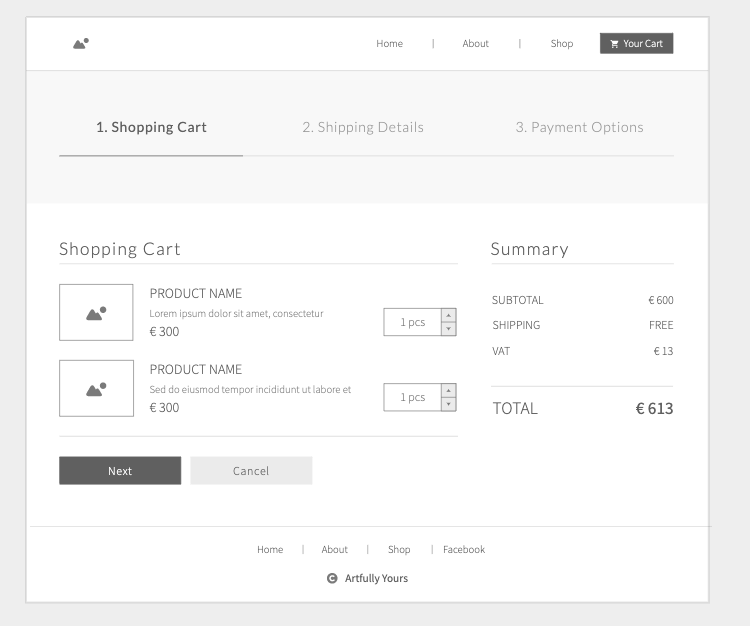 Home | About | Shop Your Cart
1. Shopping Cart 2. Shipping Details 3. Payment Options
Shopping Cart
PRODUCT NAME
Lorem ipsum dolor sit amet, consectetur
€ 300
1 pcs
PRODUCT NAME
Sed do eiusmod tempor incididunt ut labore et
€ 300
1 pcs
Next Cancel
Summary
SUBTOTAL € 600
SHIPPING FREE
VAT € 13
TOTAL € 613
Home | About | Shop | Facebook
C Artfully Yours